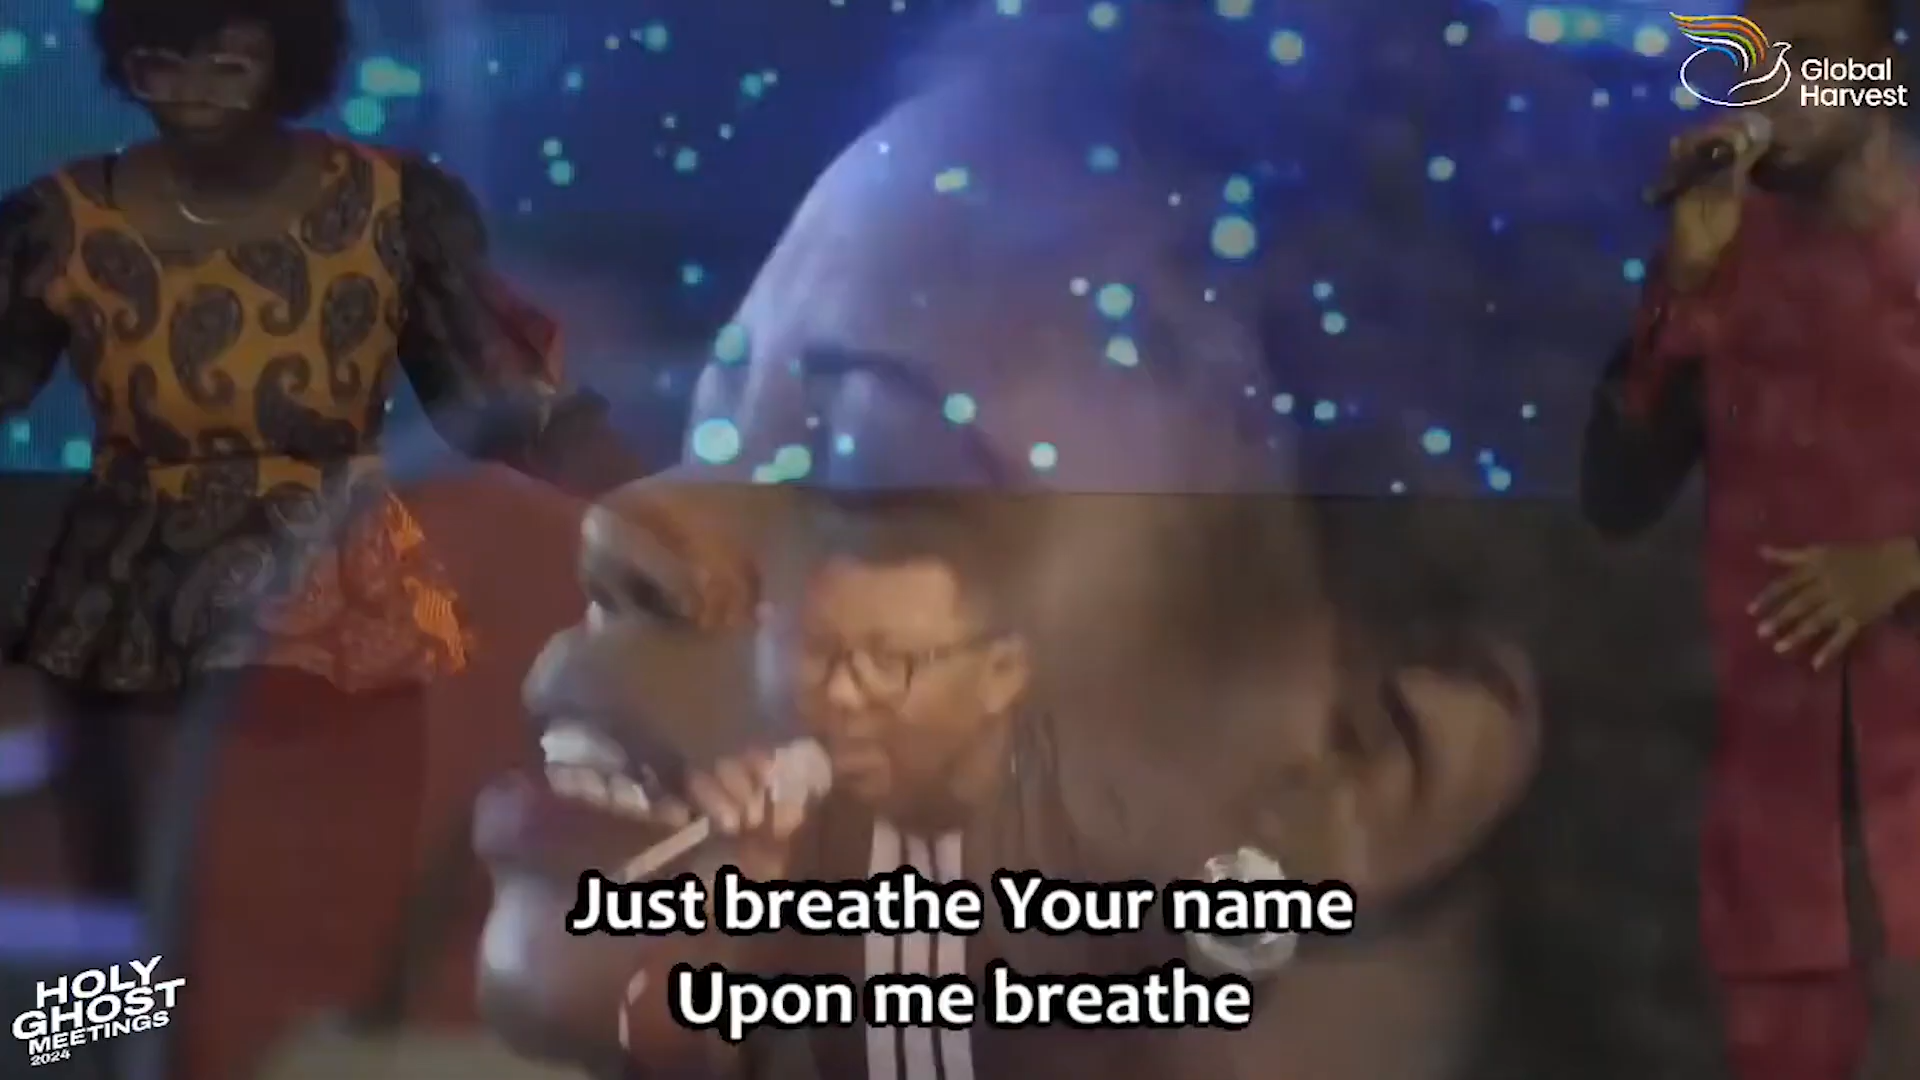 Global
Harvest
Just breathe Your name
Upon me breathe
HOLY
GHOST
MEETINGS
2024